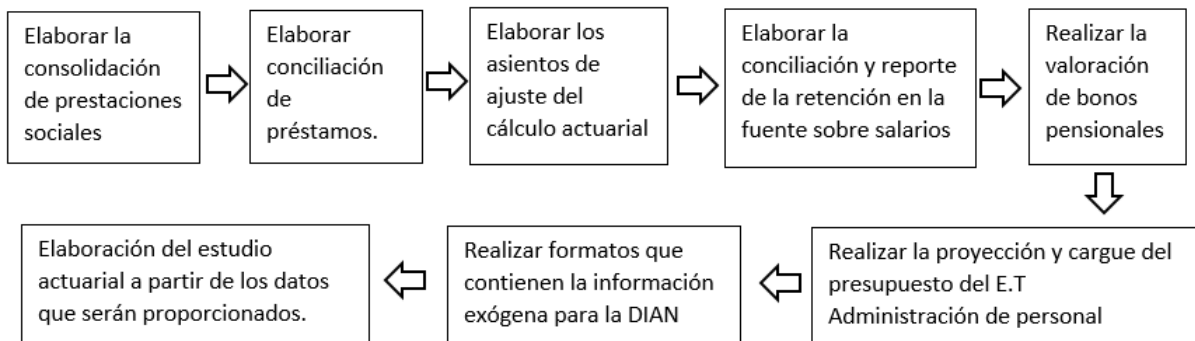 Elaborar la
consolidación
de prestaciones
sociales
Elaborar
conciliación
de
préstamos.
Elaborar los
asientos de
ajuste del
cálculo actuarial
Elaborar la
conciliación y reporte
de la retención en la
fuente sobre salarios
Realizar la
valoración
de bonos
pensionales
Realizar la proyección y cargue del
presupuesto del E.T
Administración de personal
Realizar formatos que
contienen la información
exógena para la DIAN
Elaboración del estudio
actuarial a partir de los datos
que serán proporcionados.